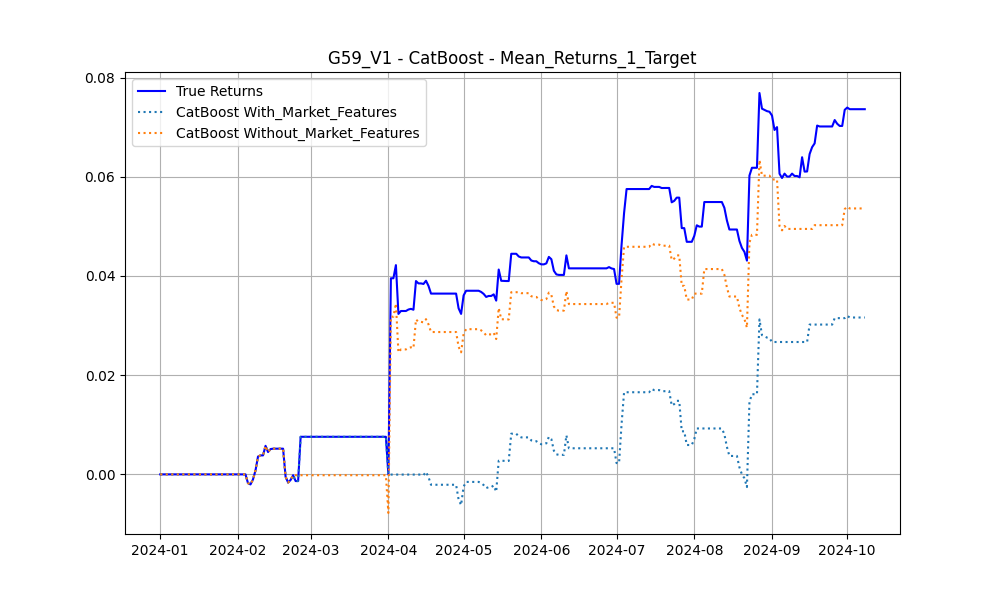 G59_V1 - CatBoost - Mean_Returns_1_Target
True Returns
CatBoost With_Market_Features
CatBoost Without_Market_Features
0.08
0.06
0.04
0.02
0.00
2024-01 2024-02 2024-03 2024-04 2024-05 2024-06 2024-07 2024-08 2024-09 2024-10